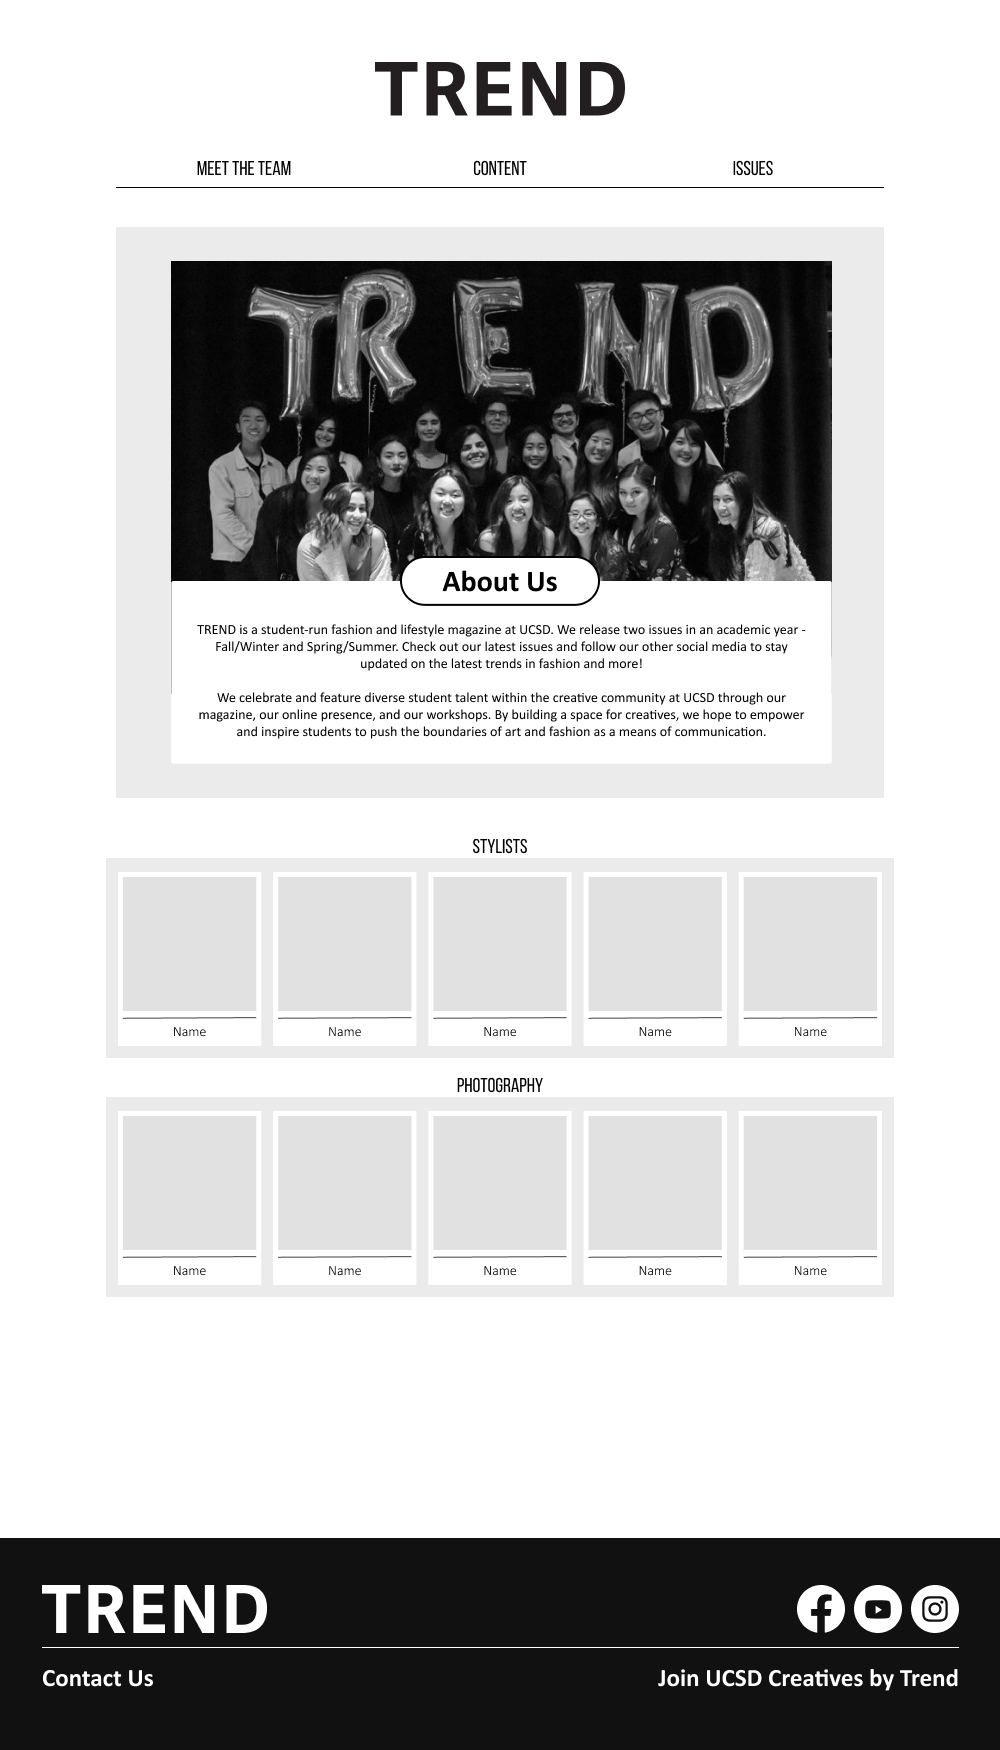 TREND
MEET THE TEAM CONTENT ISSUES
TREND
About Us
TREND is a student-run fashion and lifestyle magazine at UCSD. We release two issues in an academic year -
Fall/Winter and Spring/Summer. Check out our latest issues and follow our other social media to stay
updated on the latest trends in fashion and more!
We celebrate and feature diverse student talent within the creative community at UCSD through our
magazine, our online presence, and our workshops. By building a space for creatives, we hope to empower
and inspire students to push the boundaries of art and fashion as a means of communication.
STYLISTS
Name Name Name Name Name
PHOTOGRAPHY
Name Name Name Name Name
TREND
Contact Us Join UCSD Creatives by Trend